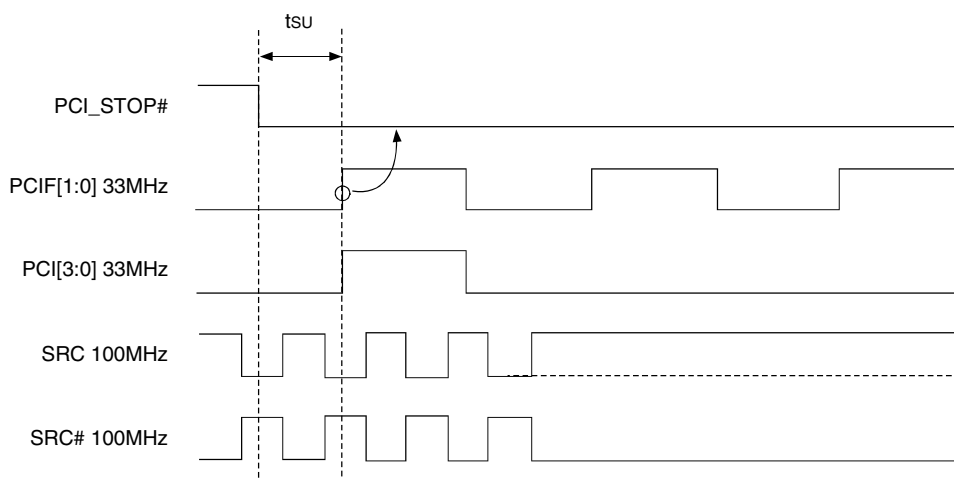 tsu
PCI_STOP#
PCIF[1:0] 33MHz
PCI[3:0] 33MHz
SRC 100MHz
SRC# 100MHz